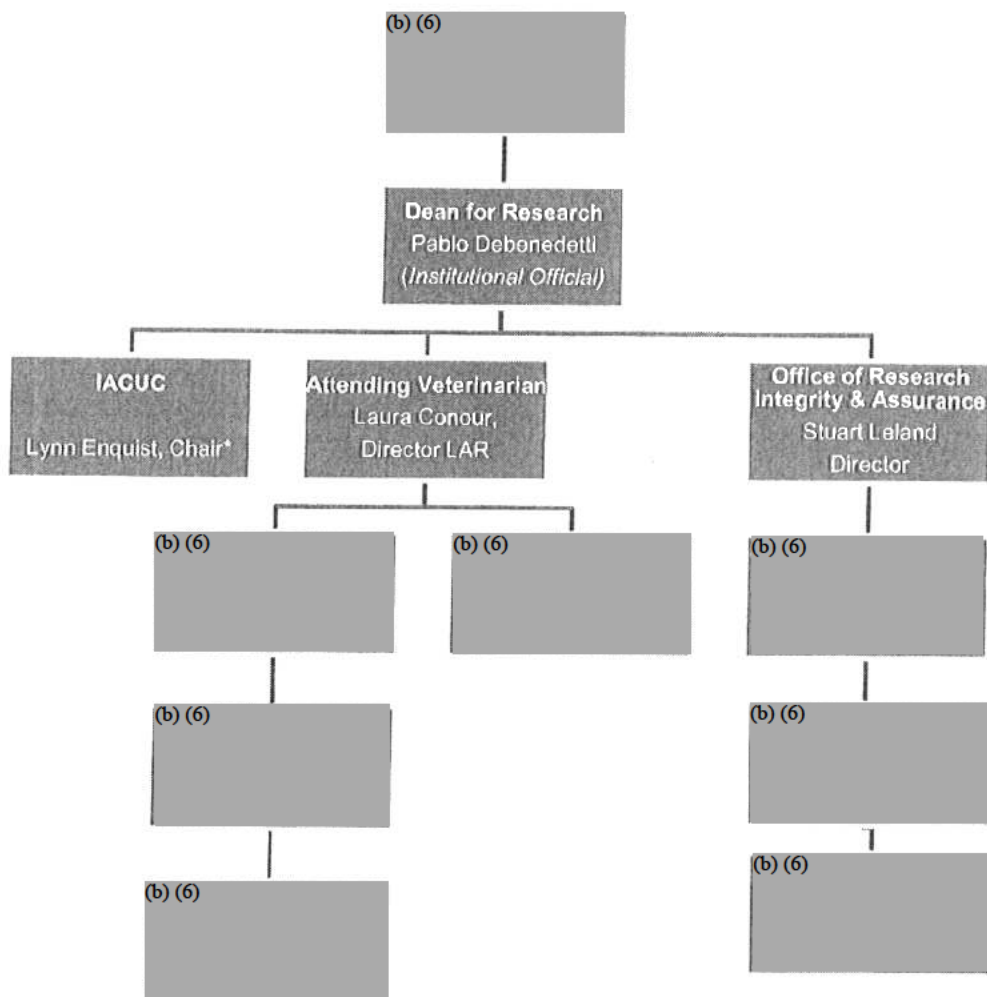 (b) (6)
Dean for Research
Pablo Debenedetti
(Institutional Official)
IACUC
Lynn Enquist, Chair*
Attending Veterinarian
Laura Conour,
Director LAR
Office of Research
Integrity & Assurance
Stuart Leland
Director
(b) (6)
(b) (6)
(b) (6)
(b) (6)
(b) (6)
(b) (6)
(b) (6)